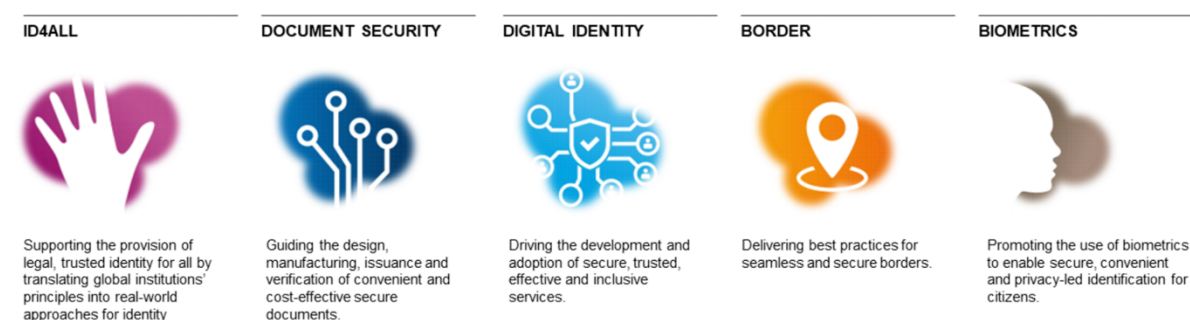 ID4ALL
DOCUMENT SECURITY
DIGITAL IDENTITY
BORDER
BIOMETRICS
Supporting the provision of
legal, trusted identity for all by
translating global institutions'
principles into real-world
approaches for identity
Guiding the design,
manufacturing, issuance and
verification of convenient and
cost-effective secure
documents.
Driving the development and
adoption of secure, trusted,
effective and inclusive
services.
Delivering best practices for
seamless and secure borders.
Promoting the use of biometrics
to enable secure, convenient
and privacy-led identification for
citizens.